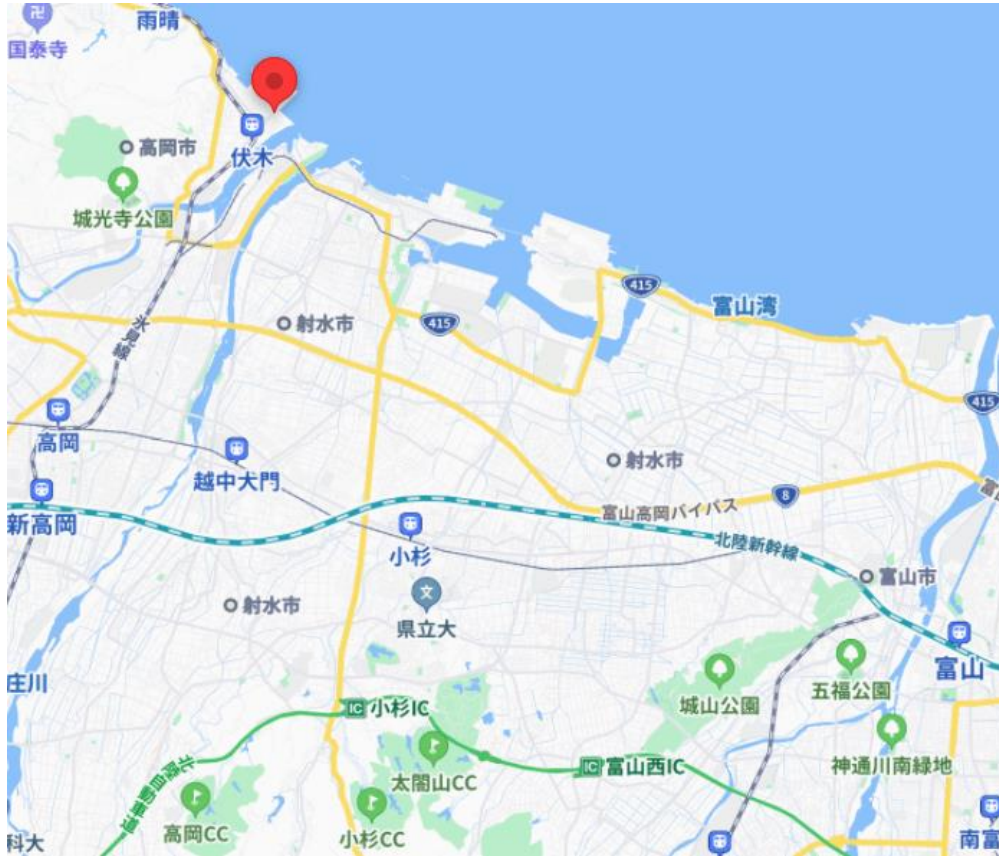 雨晴
卍
国泰寺
高岡市
伏木
城光寺公園
415
富山湾
射水市
415
氷見線
415
高岡
射水市
越中大門
8
新高岡
富山高岡バイパス
富
小杉
北陸新幹線
文
富山市
県立大
射水市
富山
庄川
城山公園
五福公園
IC 小杉IC
太閤山CC
IC 富山西IC
神通川南緑地
北陸自動車道
高岡CC
小杉CC
科大
南富